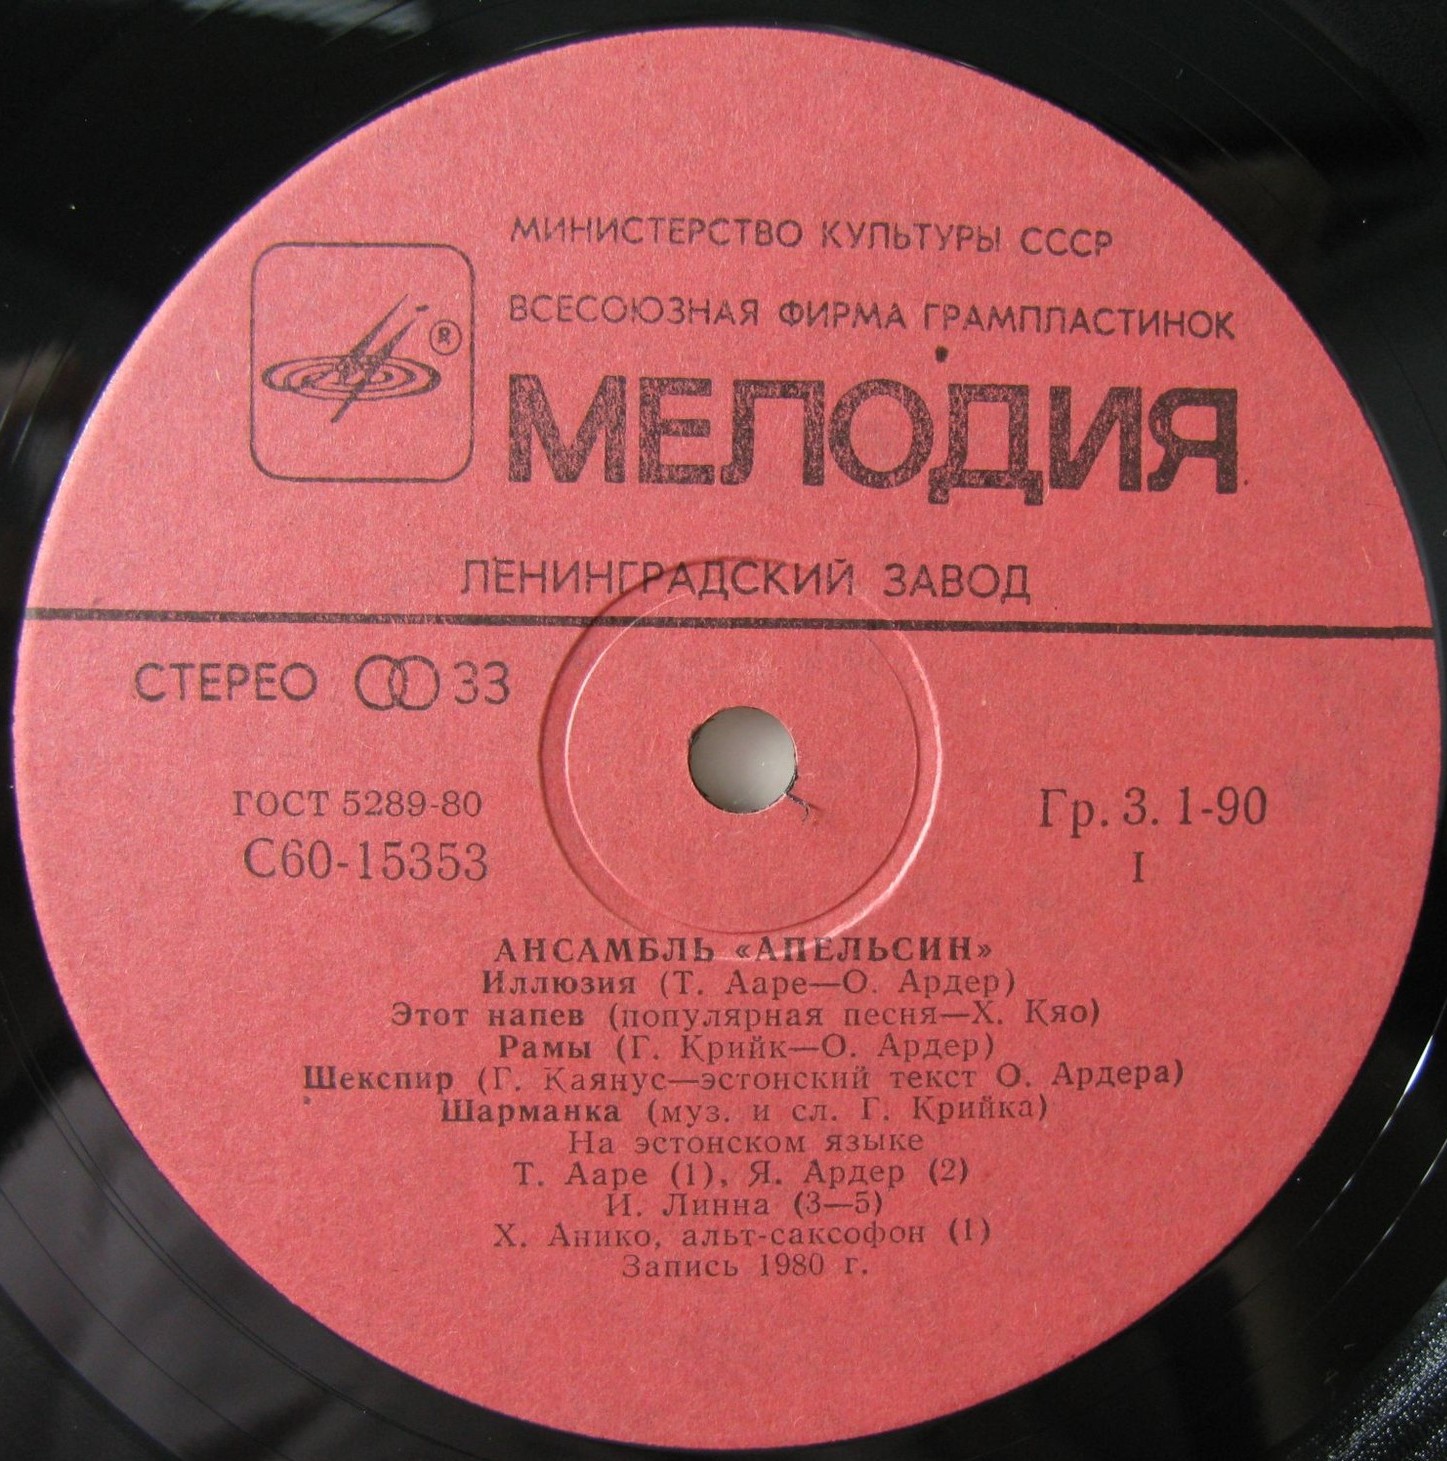 МИНИСТЕРСТВО КУЛЬТУРЫ СССР
ВСЕСОЮЗНАЯ ФИРМА ГРАМПЛАСТИНОК
®
МЕЛОДИЯ
ЛЕНИНГРАДСКИЙ ЗАВОД
СТЕРЕО 33
ГОСТ 5289-80
Гр. 3. 1-90
С60-15353
I
АНСАМБЛЬ «АПЕЛЬСИН»
Иллюзия (Т. Ааре—О. Ардер)
Этот напев (популярная песня—Х. Кяо)
Рамы (Г. Крийк—О. Ардер)
Шекспир (Г. Каянус—эстонский текст О. Ардера)
Шарманка (муз. и сл. Г. Крийка)
На эстонском языке
Т. Ааре (1), Я. Ардер (2)
И. Линна (3—5)
Х. Анико, альт-саксофон (1)
Запись 1980 г.